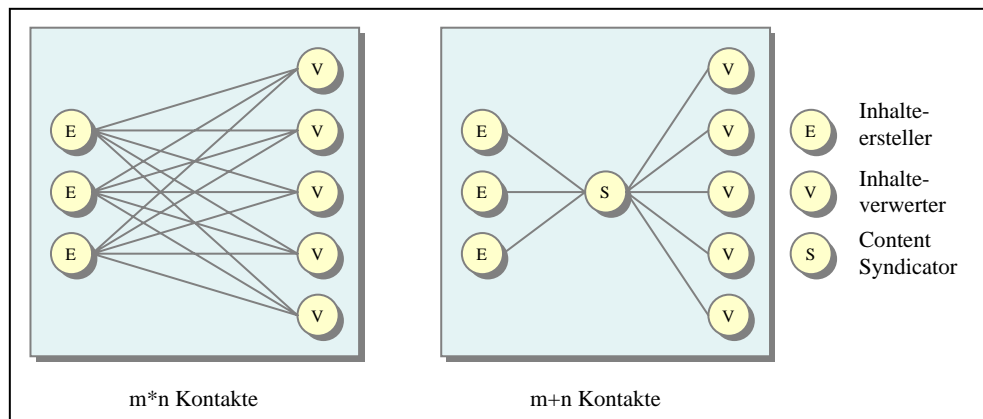 V
E
V
E
V
E
V
V
m*n Kontakte
V
E
V
E
S
V
E
V
V
m+n Kontakte
E
Inhalte-
ersteller
V
Inhalte-
verwerter
S
Content
Syndicator